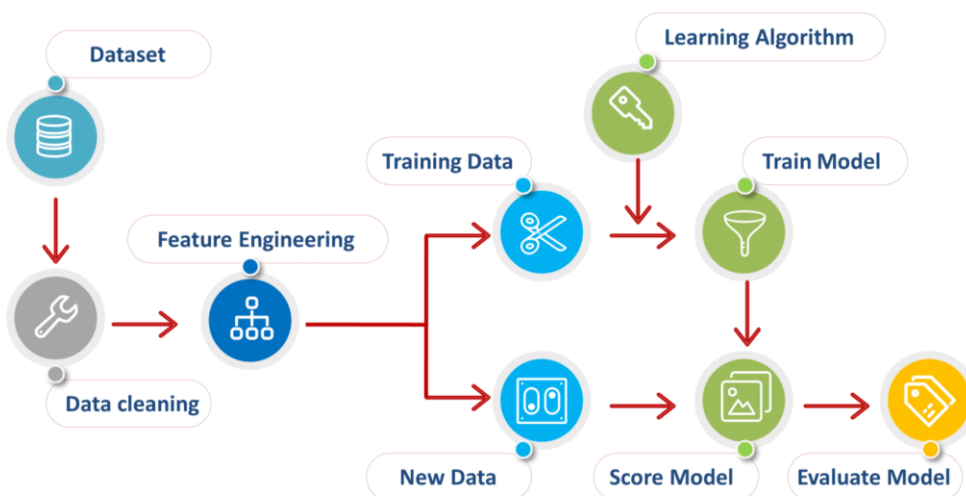 Learning Algorithm
Dataset
Training Data
Train Model
Feature Engineering
Data cleaning
New Data
Score Model
Evaluate Model